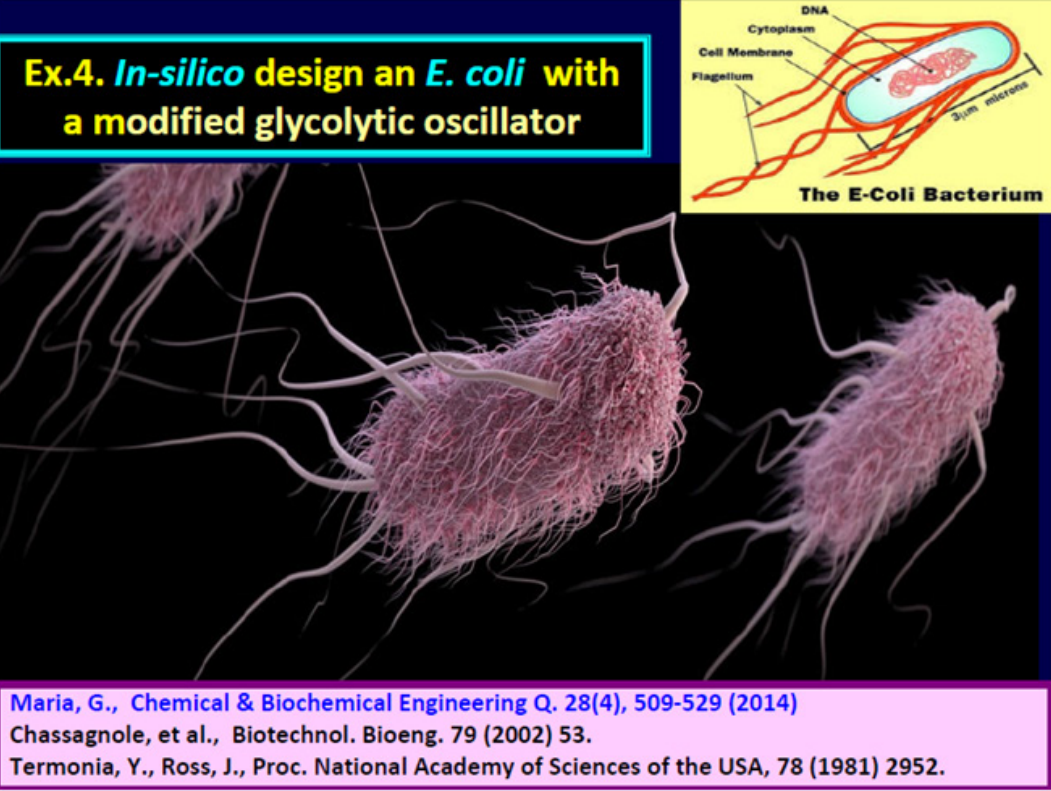 Ex.4. In-silico design an E. coli with
a modified glycolytic oscillator
DNA
Cytoplasm
Cell Membrane
Flagellum
3μm microns
The E-Coli Bacterium
Maria, G., Chemical & Biochemical Engineering Q. 28(4), 509-529 (2014)
Chassagnole, et al., Biotechnol. Bioeng. 79 (2002) 53.
Termonia, Y., Ross, J., Proc. National Academy of Sciences of the USA, 78 (1981) 2952.